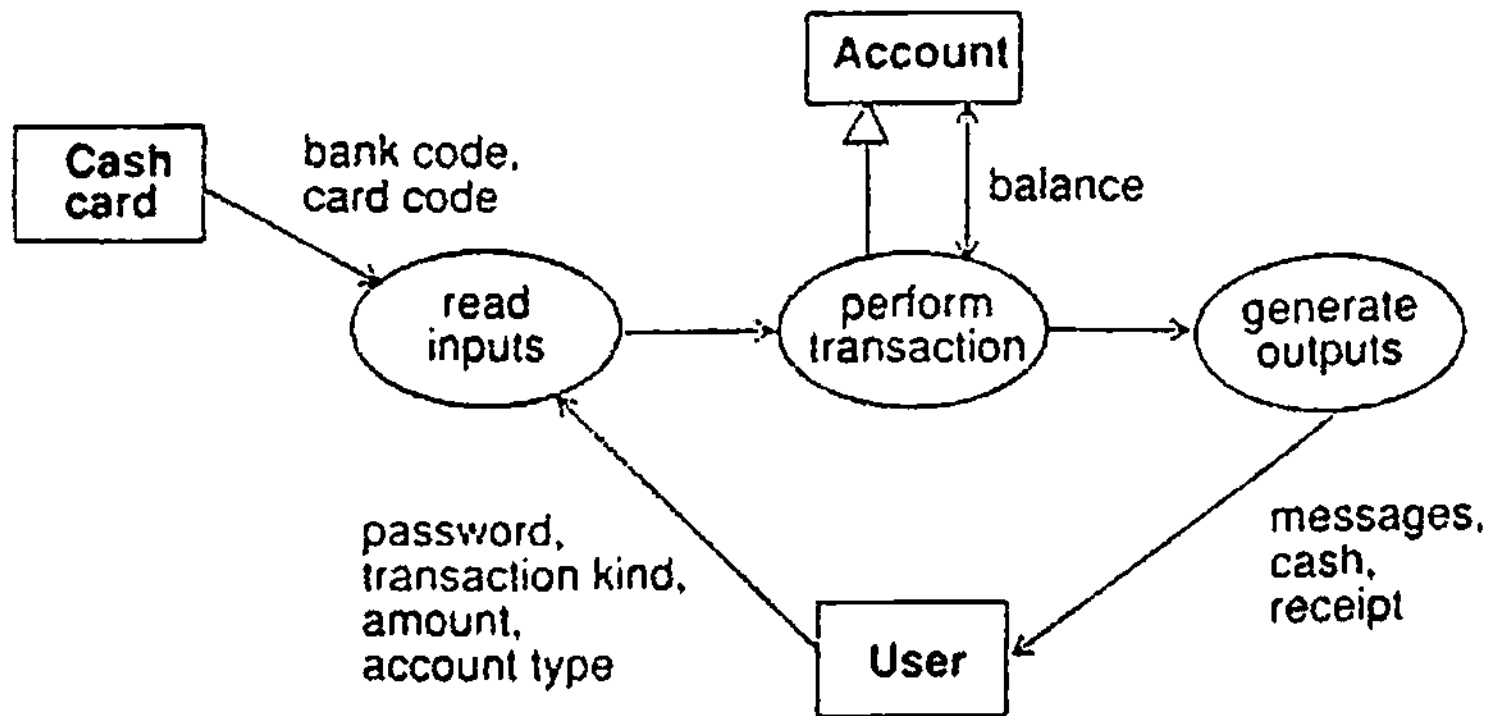 Account
Cash
card
bank code,
card code
balance
read
inputs
perform
transaction
generate
outputs
password,
transaction kind,
amount,
account type
messages,
cash,
receipt
User